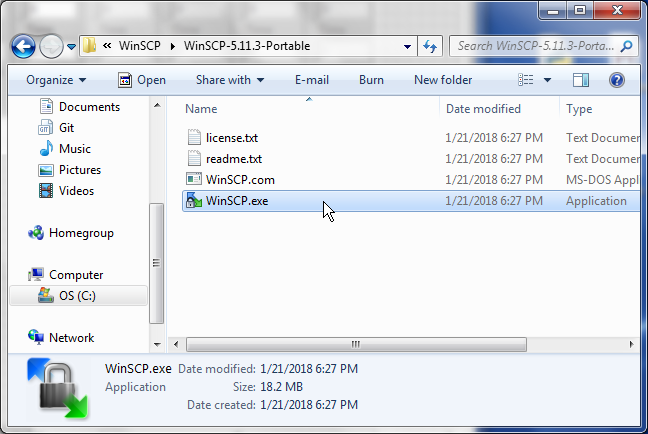 « WinSCP WinSCP-5.11.3-Portable Search WinSCP-5.11.3-Porta...
Organize Open Share with E-mail Burn New folder
Documents
Git
Music
Pictures
Videos
Homegroup
Computer
OS (C:)
Network
Name Date modified Type
license.txt 1/21/2018 6:27 PM Text Docume
readme.txt 1/21/2018 6:27 PM Text Docume
WinSCP.com 1/21/2018 6:27 PM MS-DOS Appl
WinSCP.exe 1/21/2018 6:27 PM Application
WinSCP.exe Date modified: 1/21/2018 6:27 PM
Application Size: 18.2 MB
Date created: 1/21/2018 6:27 PM